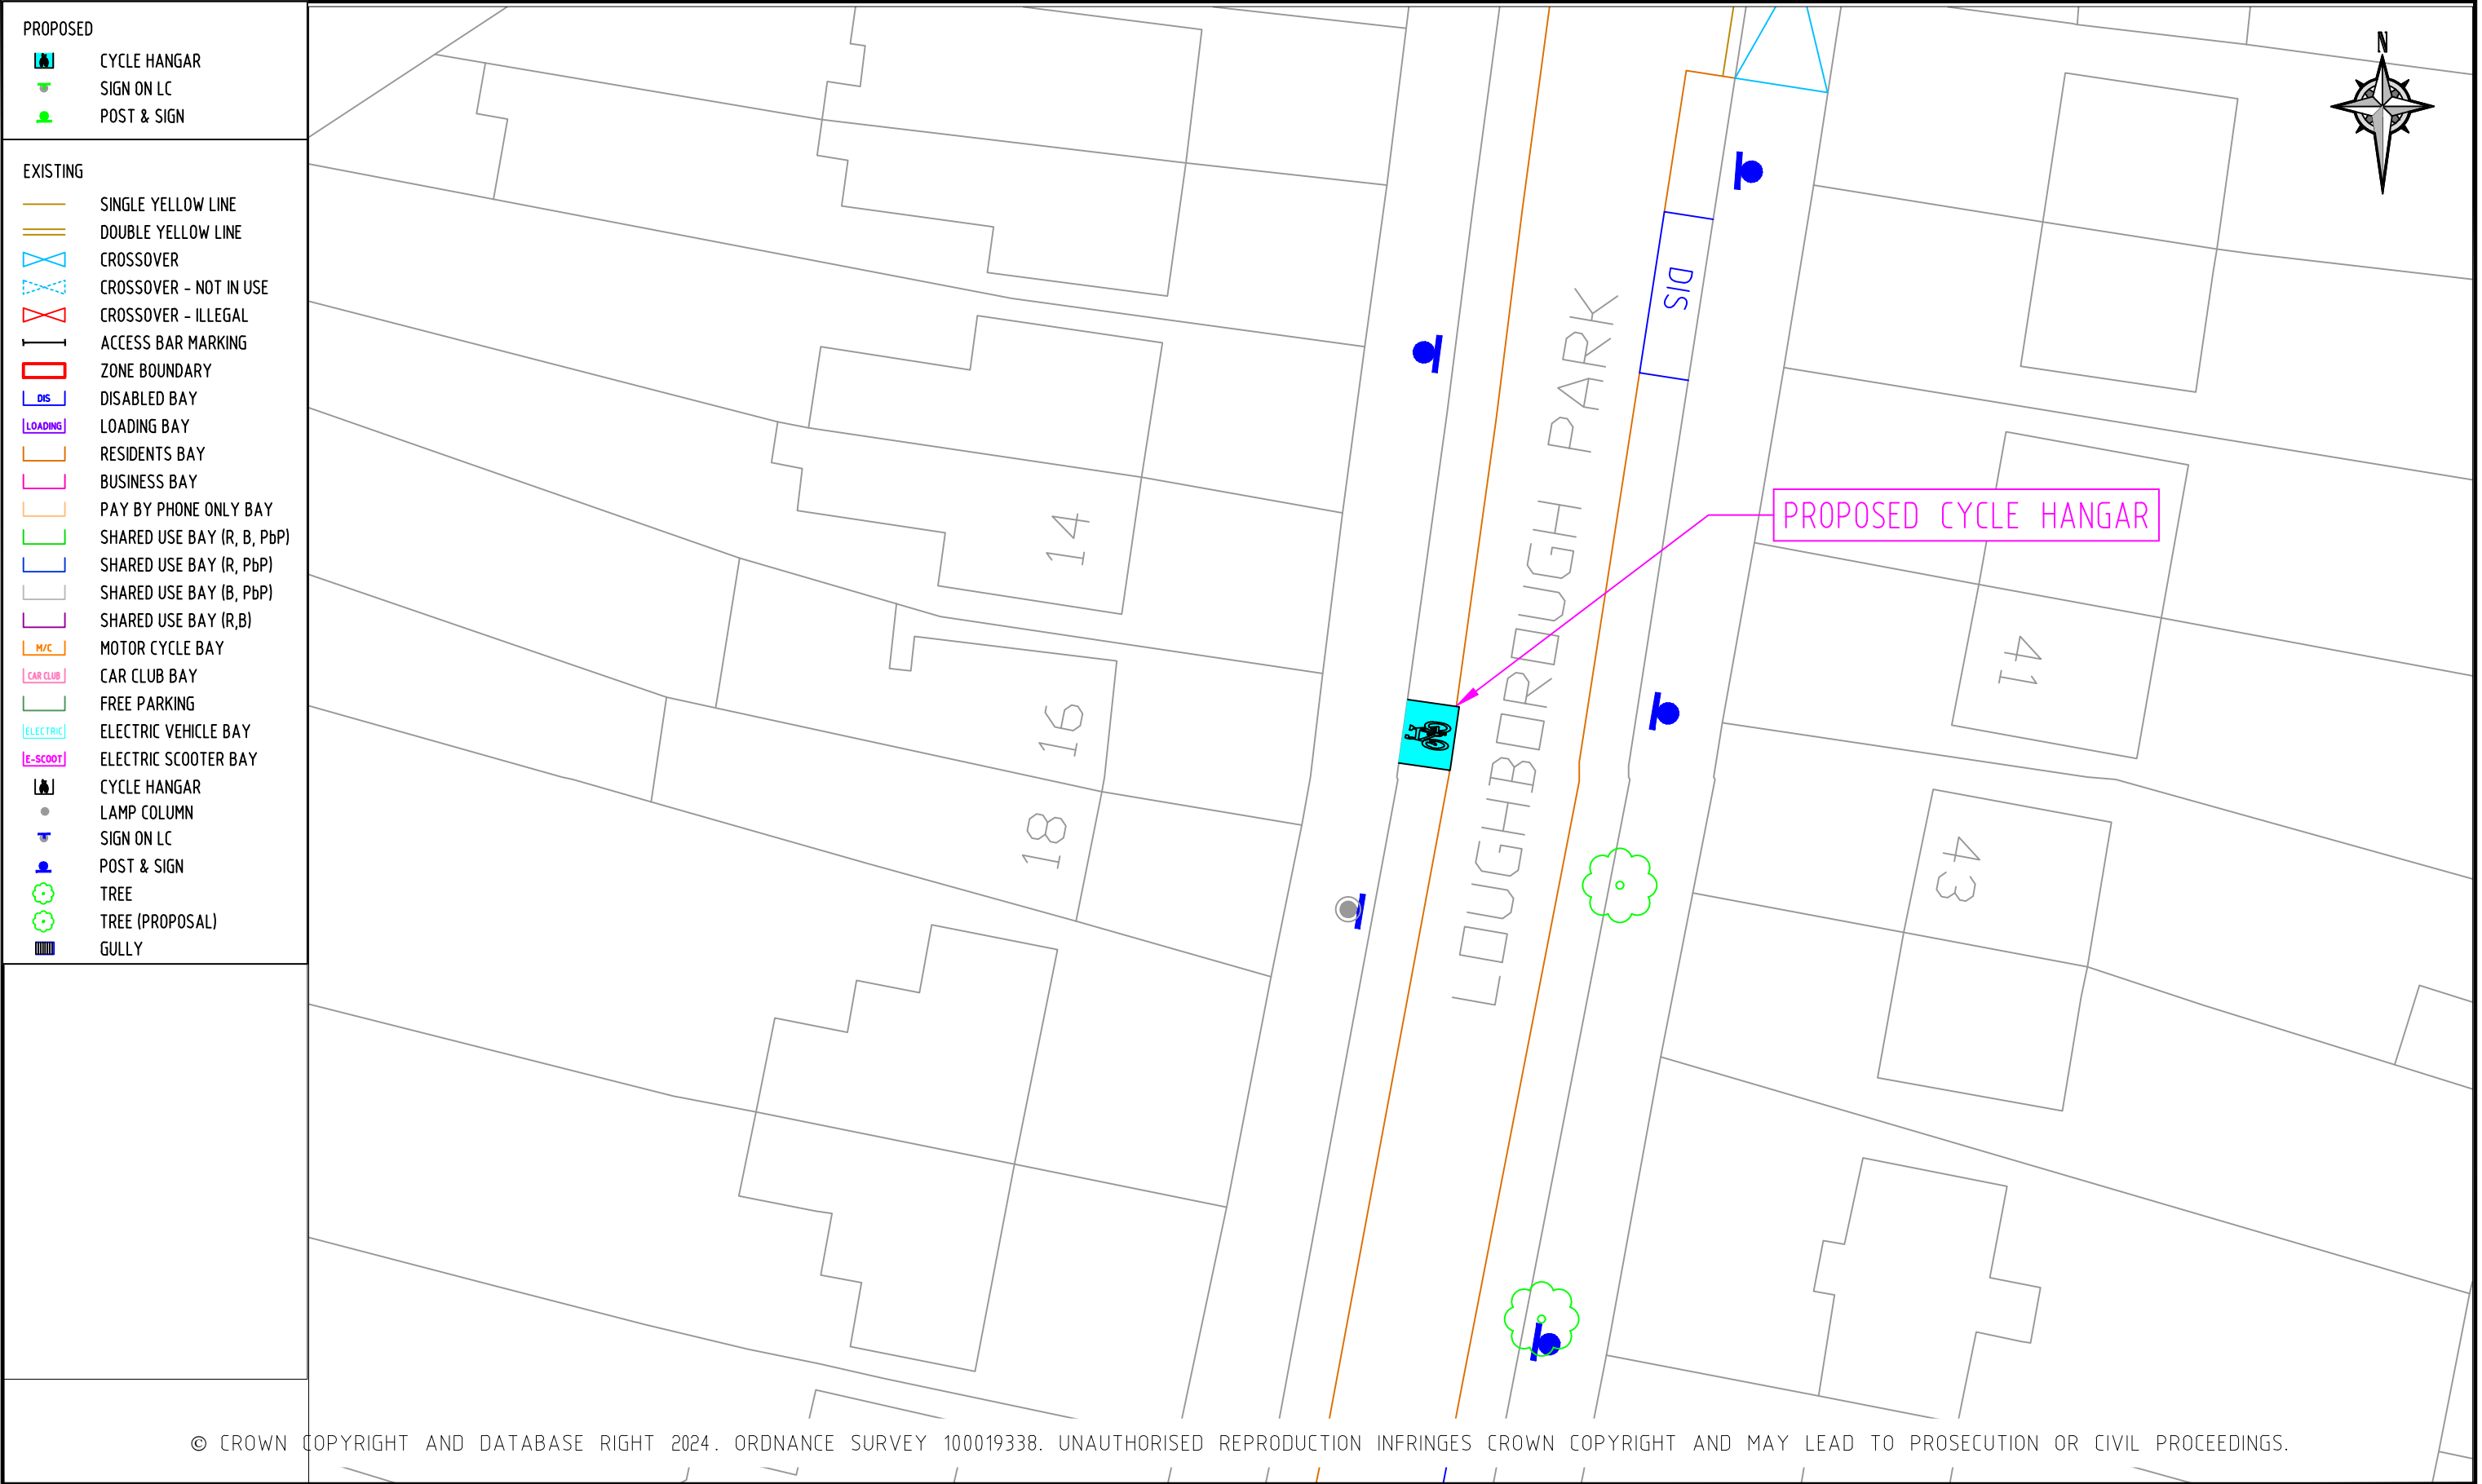 PROPOSED
CYCLE HANGAR
SIGN ON LC
POST & SIGN
EXISTING
SINGLE YELLOW LINE
DOUBLE YELLOW LINE
CROSSOVER
CROSSOVER - NOT IN USE
CROSSOVER - ILLEGAL
ACCESS BAR MARKING
ZONE BOUNDARY
DIS DISABLED BAY
LOADING LOADING BAY
RESIDENTS BAY
BUSINESS BAY
PAY BY PHONE ONLY BAY
SHARED USE BAY (R, B, PbP)
SHARED USE BAY (R, PbP)
SHARED USE BAY (B, PbP)
SHARED USE BAY (R,B)
M/C MOTOR CYCLE BAY
CAR CLUB CAR CLUB BAY
FREE PARKING
ELECTRIC ELECTRIC VEHICLE BAY
E-SCOOT ELECTRIC SCOOTER BAY
CYCLE HANGAR
LAMP COLUMN
SIGN ON LC
POST & SIGN
TREE
TREE (PROPOSAL)
GULLY
N
DIS
PROPOSED CYCLE HANGAR
LOUGHBOROUGH PARK
14
16
18
41
43
© CROWN COPYRIGHT AND DATABASE RIGHT 2024. ORDNANCE SURVEY 100019338. UNAUTHORISED REPRODUCTION INFRINGES CROWN COPYRIGHT AND MAY LEAD TO PROSECUTION OR CIVIL PROCEEDINGS.